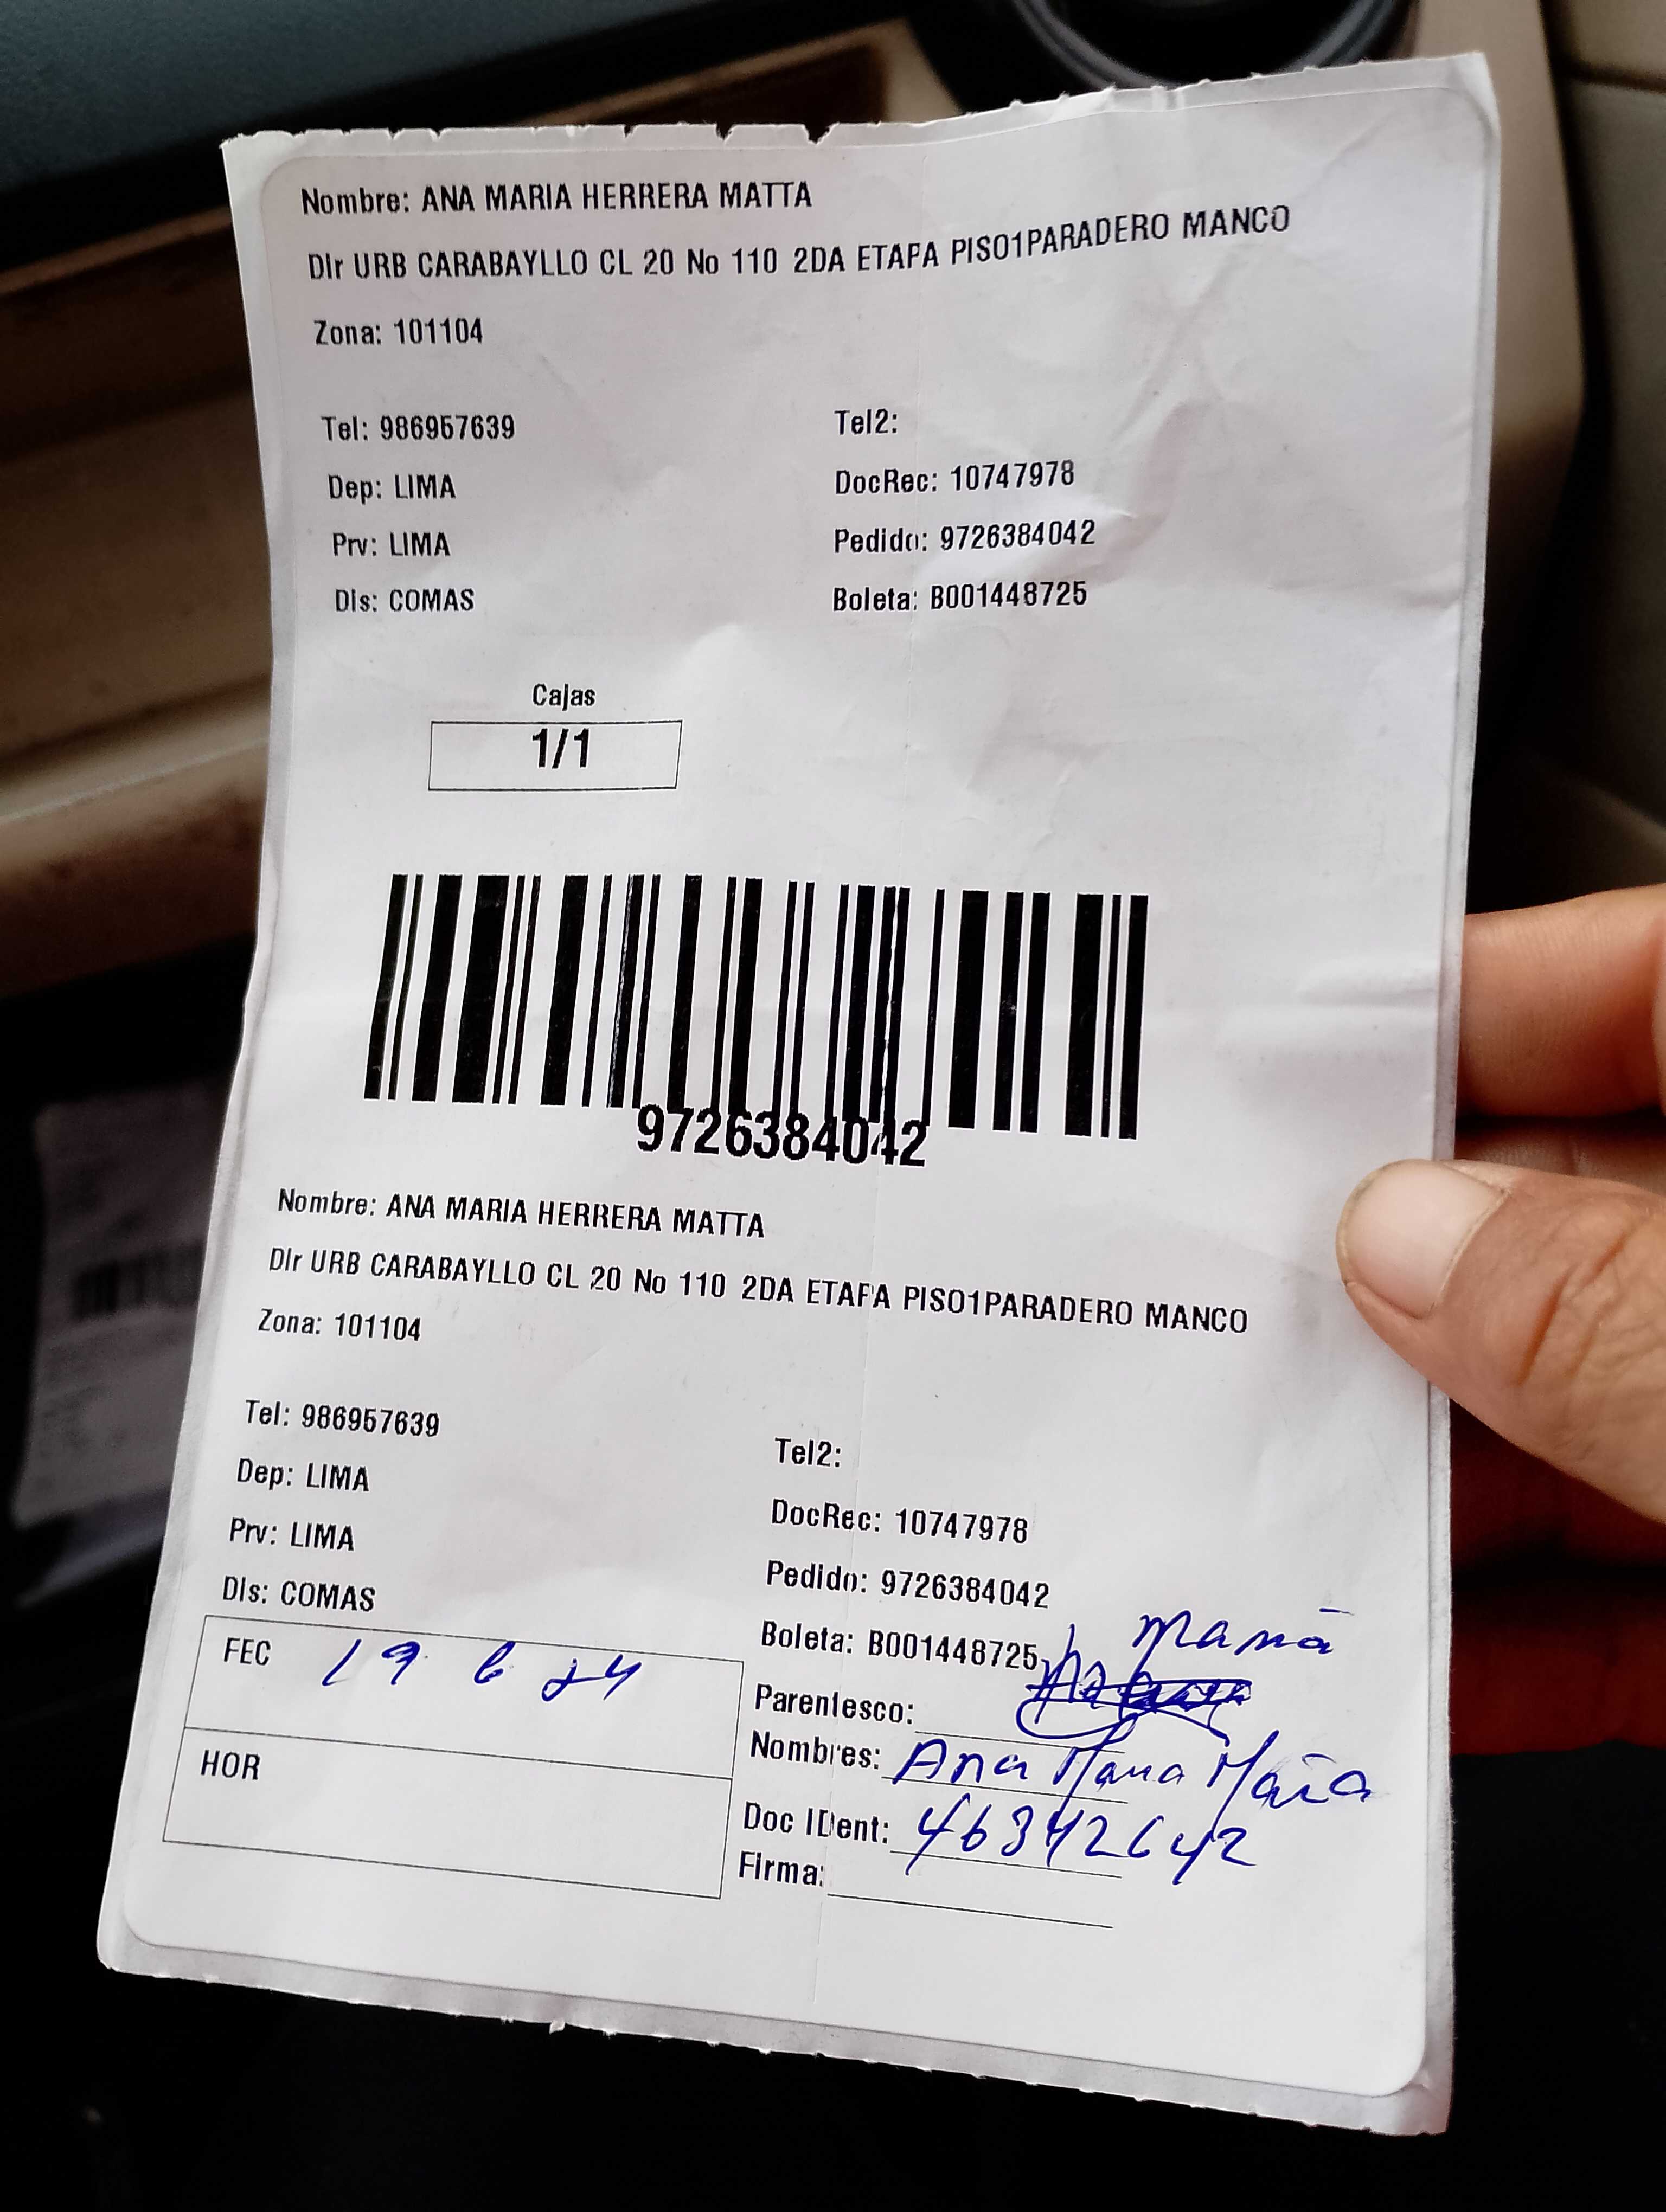 Nombre: ANA MARIA HERRERA MATTA
Dir URB CARABAYLLO CL 20 No 110 2DA ETAPA PISO1PARADERO MANCO
Zona: 101104
Tel: 986957639
Tel2:
Dep: LIMA
DocRec: 10747978
Prv: LIMA
Pedido: 9726384042
Dis: COMAS
Boleta: B001448725
Cajas
1/1
9726384042
Nombre: ANA MARIA HERRERA MATTA
Dir URB CARABAYLLO CL 20 No 110 2DA ETAPA PISO1PARADERO MANCO
Zona: 101104
Tel: 986957639
Tel2:
Dep: LIMA
DocRec: 10747978
Prv: LIMA
Pedido: 9726384042
Dis: COMAS
Boleta: B001448725
FEC 19 6 24
Mamá
Parentesco:
Nombres: Ana Maria
HOR
Doc IDent: 46342642
Firma: